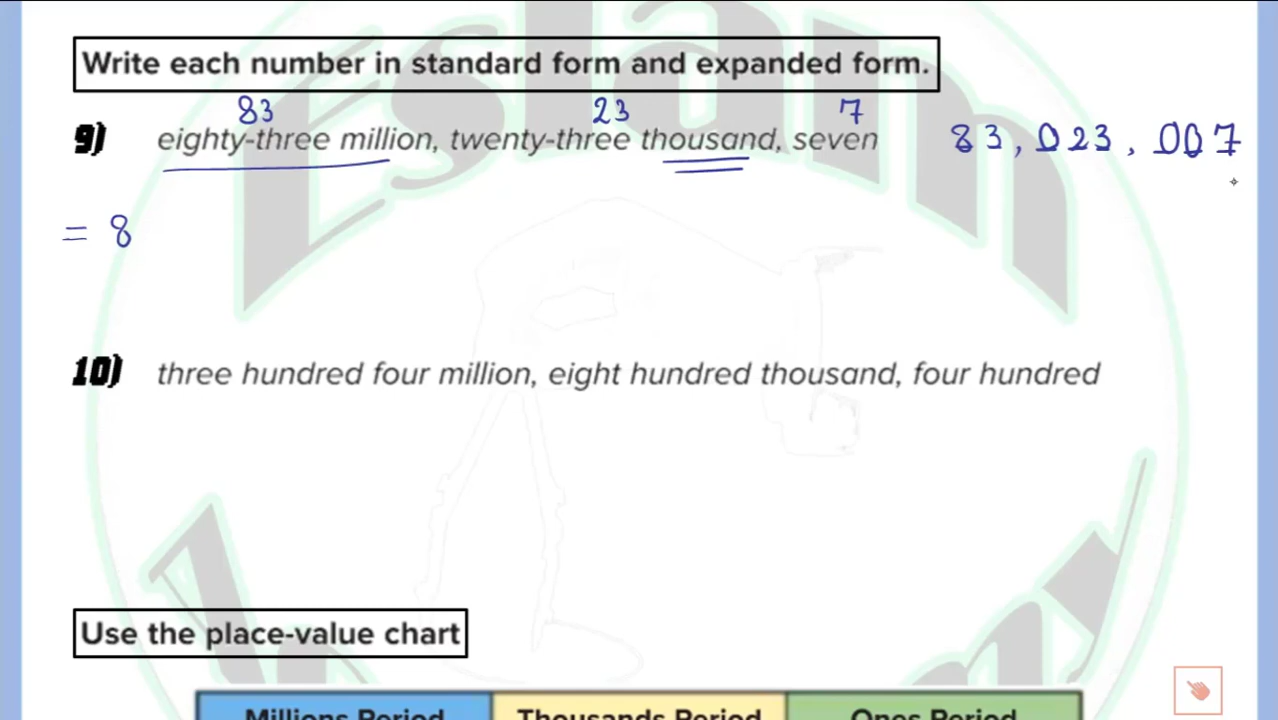 Write each number in standard form and expanded form.
83 23 7
9) eighty-three million, twenty-three thousand, seven 83,023,007
= 8
10) three hundred four million, eight hundred thousand, four hundred
Use the place-value chart
Millions Period Thousands Period Ones Period